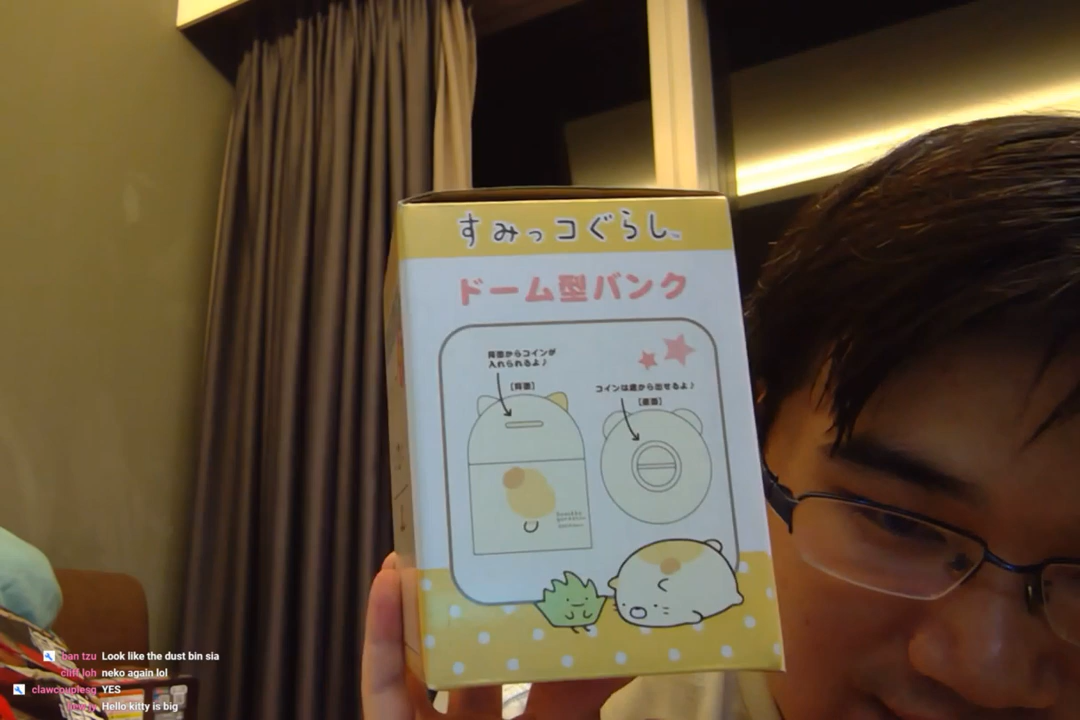 すみっコぐらし
ドーム型バンク
背面からコインが
入れられるよ♪
[背面]
コインは底から出せるよ♪
[底面]
ban tzu Look like the dust bin sia
cliff loh neko again lol
clawcouplesg YES
Hello kitty is big